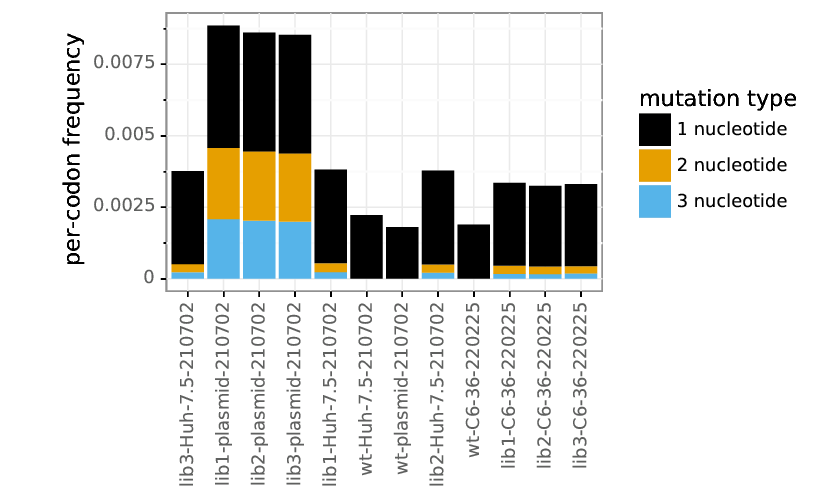 per-codon frequency
0.0075
0.005
0.0025
0
lib3-Huh-7.5-210702
lib1-plasmid-210702
lib2-plasmid-210702
lib3-plasmid-210702
lib1-Huh-7.5-210702
wt-Huh-7.5-210702
wt-plasmid-210702
lib2-Huh-7.5-210702
wt-C6-36-220225
lib1-C6-36-220225
lib2-C6-36-220225
lib3-C6-36-220225
mutation type
1 nucleotide
2 nucleotide
3 nucleotide